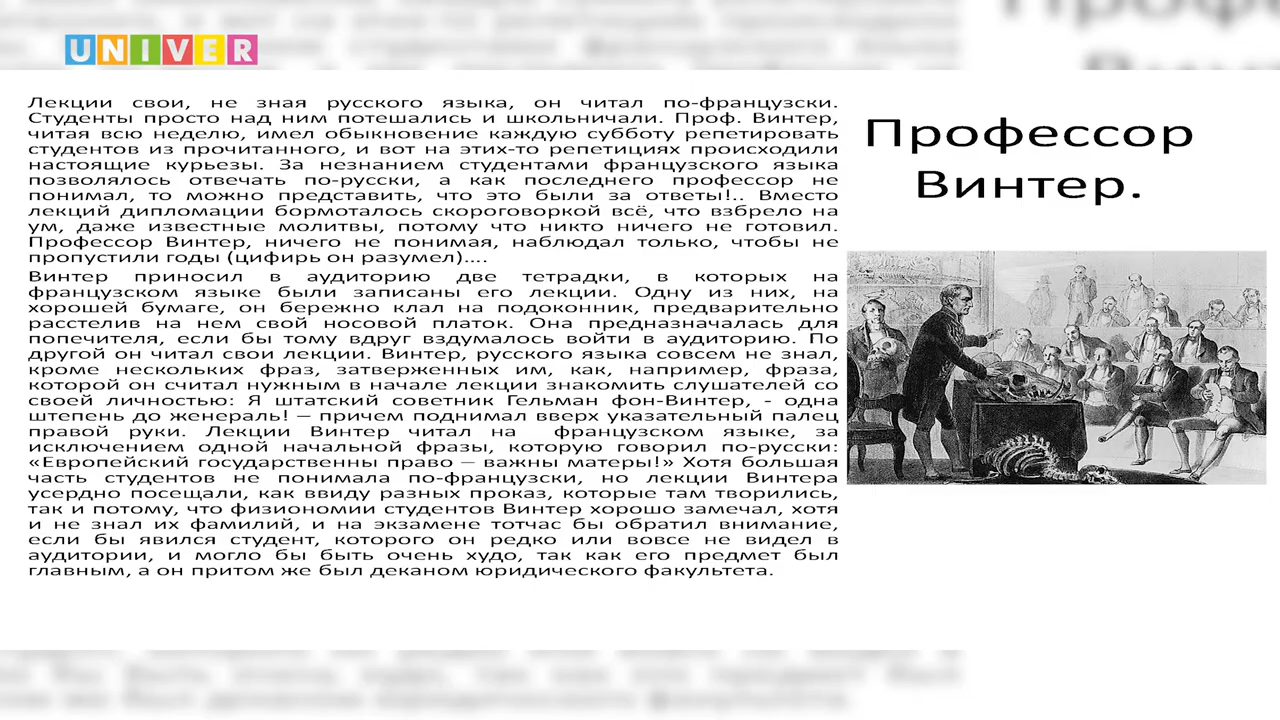 UNIVER
Профессор
Винтер.
Лекции свои, не зная русского языка, он читал по-французски.
Студенты просто над ним потешались и школьничали. Проф. Винтер,
читая всю неделю, имел обыкновение каждую субботу репетировать
студентов из прочитанного, и вот на этих-то репетициях происходили
настоящие курьезы. За незнанием студентами французского языка
позволялось отвечать по-русски, а как последнего профессор не
понимал, то можно представить, что это были за ответы!.. Вместо
лекций дипломации бормоталось скороговоркой всё, что взбрело на
ум, даже известные молитвы, потому что никто ничего не готовил.
Профессор Винтер, ничего не понимая, наблюдал только, чтобы не
пропустили годы (цифирь он разумел)....
Винтер приносил в аудиторию две тетрадки, в которых на
французском языке были записаны его лекции. Одну из них, на
хорошей бумаге, он бережно клал на подоконник, предварительно
расстелив на нем свой носовой платок. Она предназначалась для
попечителя, если бы тому вдруг вздумалось войти в аудиторию. По
другой он читал свои лекции. Винтер, русского языка совсем не знал,
кроме нескольких фраз, затверженных им, как, например, фраза,
которой он считал нужным в начале лекции знакомить слушателей со
своей личностью: Я штатский советник Гельман фон-Винтер, - одна
штепень до женераль! – причем поднимал вверх указательный палец
правой руки. Лекции Винтер читал на французском языке, за
исключением одной начальной фразы, которую говорил по-русски:
«Европейский государственны право – важны матеры!» Хотя большая
часть студентов не понимала по-французски, но лекции Винтера
усердно посещали, как ввиду разных проказ, которые там творились,
так и потому, что физиономии студентов Винтер хорошо замечал, хотя
и не знал их фамилий, и на экзамене тотчас бы обратил внимание,
если бы явился студент, которого он редко или вовсе не видел в
аудитории, и могло бы быть очень худо, так как его предмет был
главным, а он притом же был деканом юридического факультета.